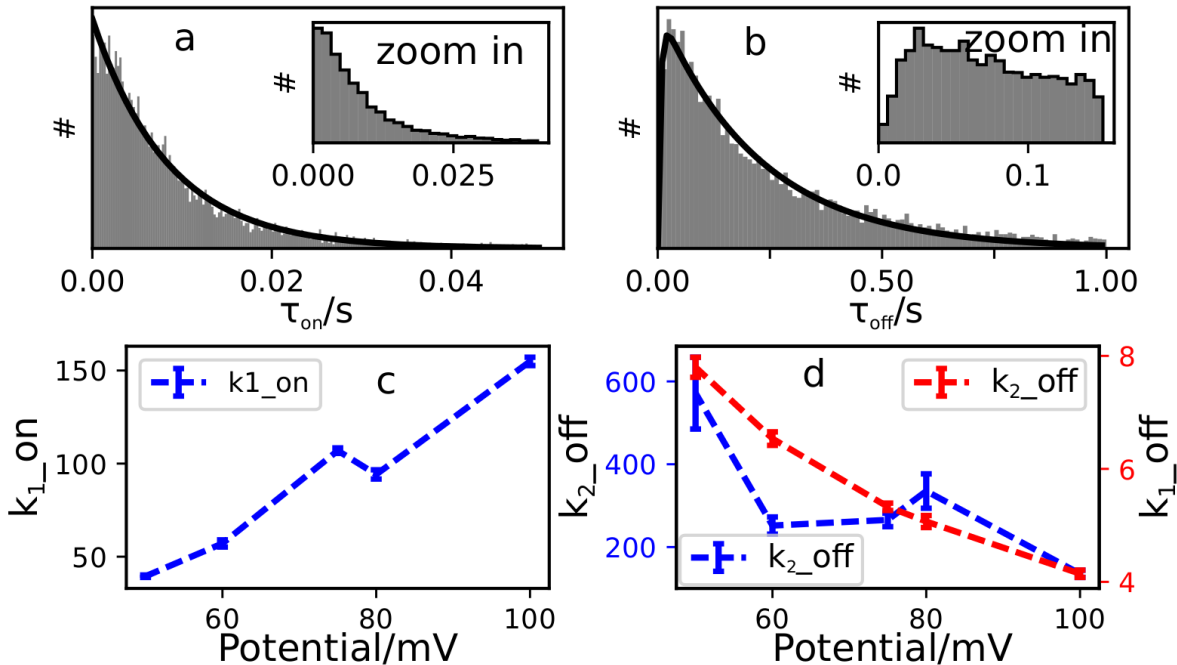 a
zoom in
#
0.000
0.025
#
0.00
0.02
0.04
τon/s
b
zoom in
#
0.0
0.1
#
0.00
0.50
1.00
τoff/s
c
k1_on
150
100
50
k1_on
60
80
100
Potential/mV
d
k2_off
k2_off
600
400
200
k2_off
8
6
4
k1_off
60
80
100
Potential/mV